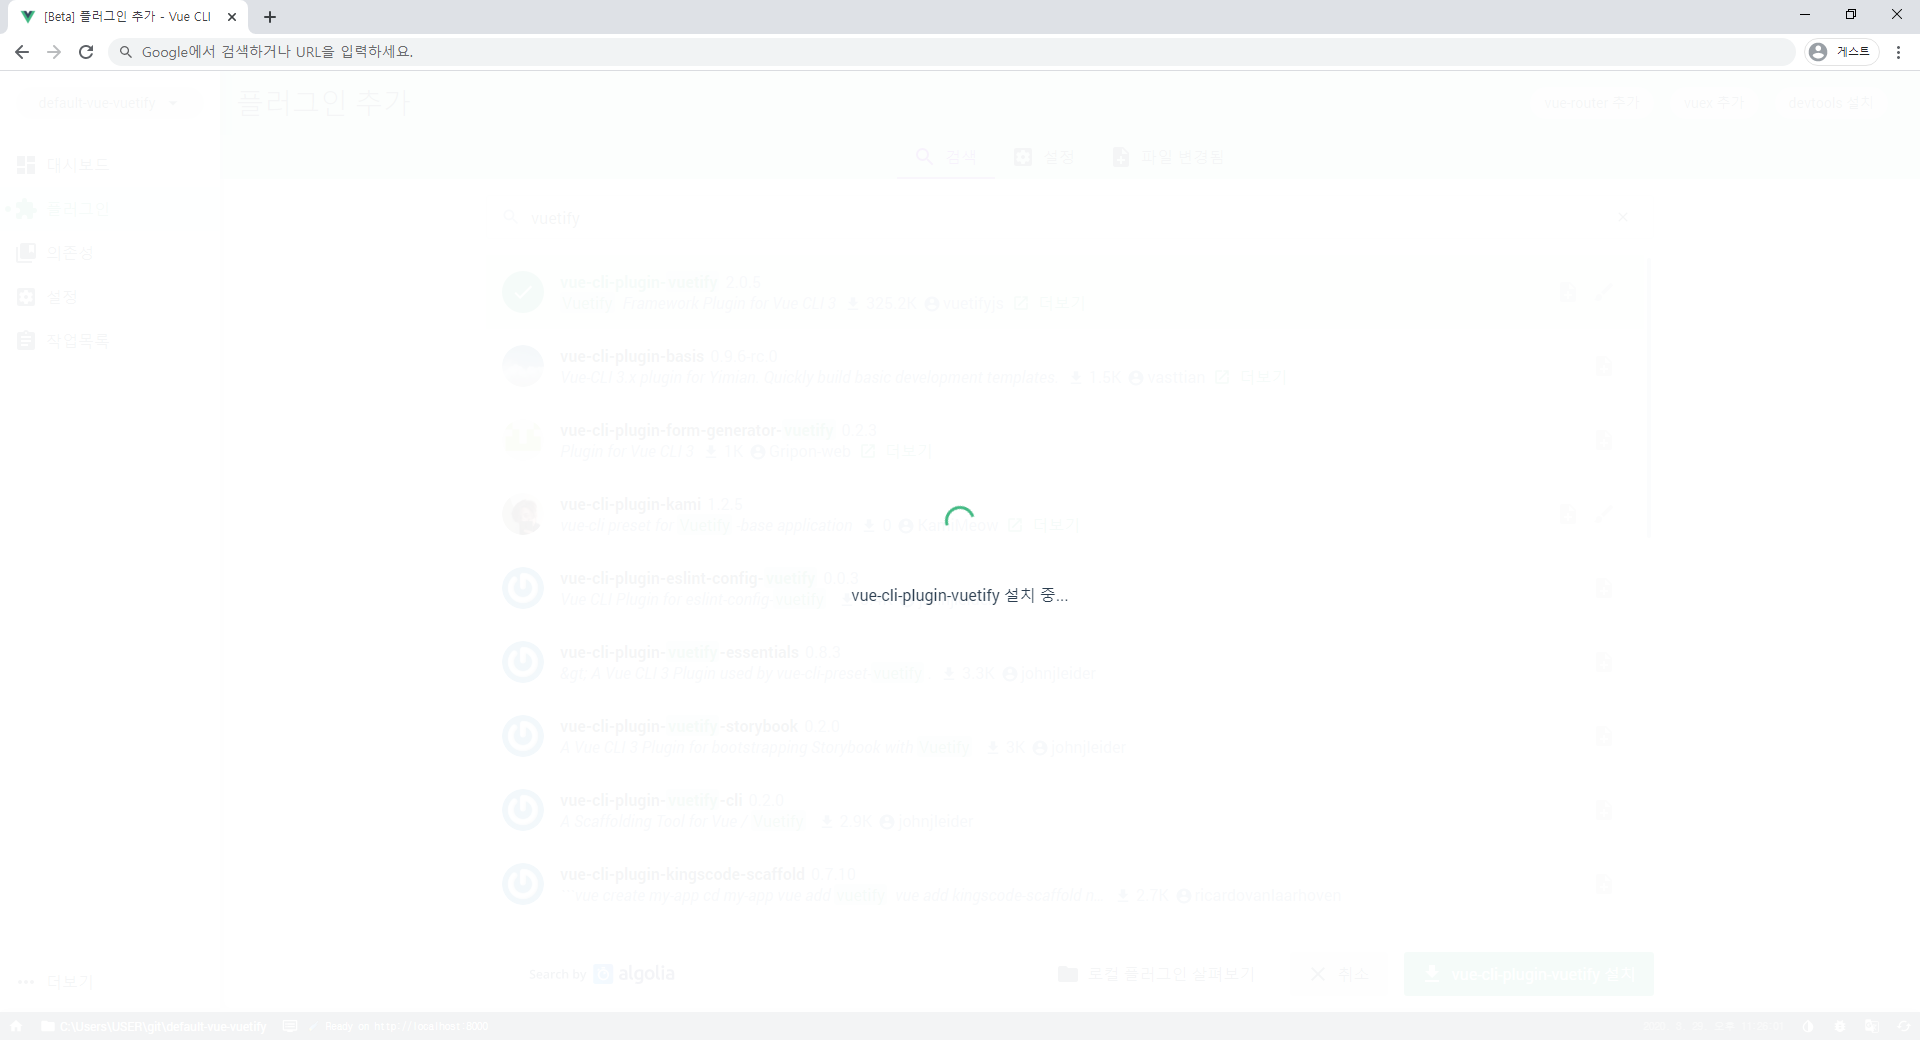 [Beta] 플러그인 추가 - Vue CLI
Google에서 검색하거나 URL을 입력하세요.
게스트
default-vue-vuetify
플러그인 추가
vue-router 추가
vuex 추가
devtools 설치
대시보드
검색
설정
파일 변경됨
플러그인
vuetify
의존성
vue-cli-plugin-vuetify 2.0.5
설정
Vuetify Framework Plugin for Vue CLI 3 325.2K vuetifyjs 더보기
작업목록
vue-cli-plugin-basis 0.9.6-rc.0
Vue CLI 3.x plugin for Yimian, Quickly build basic development templates. 1.5K vastiian 더보기
vue-cli-plugin-form-generator-vuetify 0.2.3
Plugin for Vue CLI 3 1K Cripon-web 더보기
vue-cli-plugin-kami 1.2.5
vue-cli preset for Vuetify -base application 0 더보기
vue-cli-plugin-eslint-config-vuetify 0.0.3
Vue CLI Plugin for eslint-config-vuetify
vue-cli-plugin-vuetify 설치 중...
vue-cli-plugin-vuetify-essentials 0.8.3
&gt; A Vue CLI 3 Plugin used by vue-cli-preset-vuetify 3.3K johnjleider
vue-cli-plugin-vuetify-storybook 0.2.0
A Vue CLI 3 Plugin for bootstrapping Storybook with Vuetify 3K johnjleider
vue-cli-plugin-vuetify-cli 0.2.0
A Scaffolding Tool for Vue / Vuetify 2.9K johnjleider
vue-cli-plugin-kingscode-scaffold 0.7.10
```vue create my-app cd my-app vue add vuetify vue add kingscode-scaffold n... 2.7K ricardovanlaarhoven
더보기
Search by algolia
로컬 플러그인 살펴보기
취소
vue-cli-plugin-vuetify 설치
C:\Users\USER\git\default-vue-vuetify
Ready on http://localhost:8000